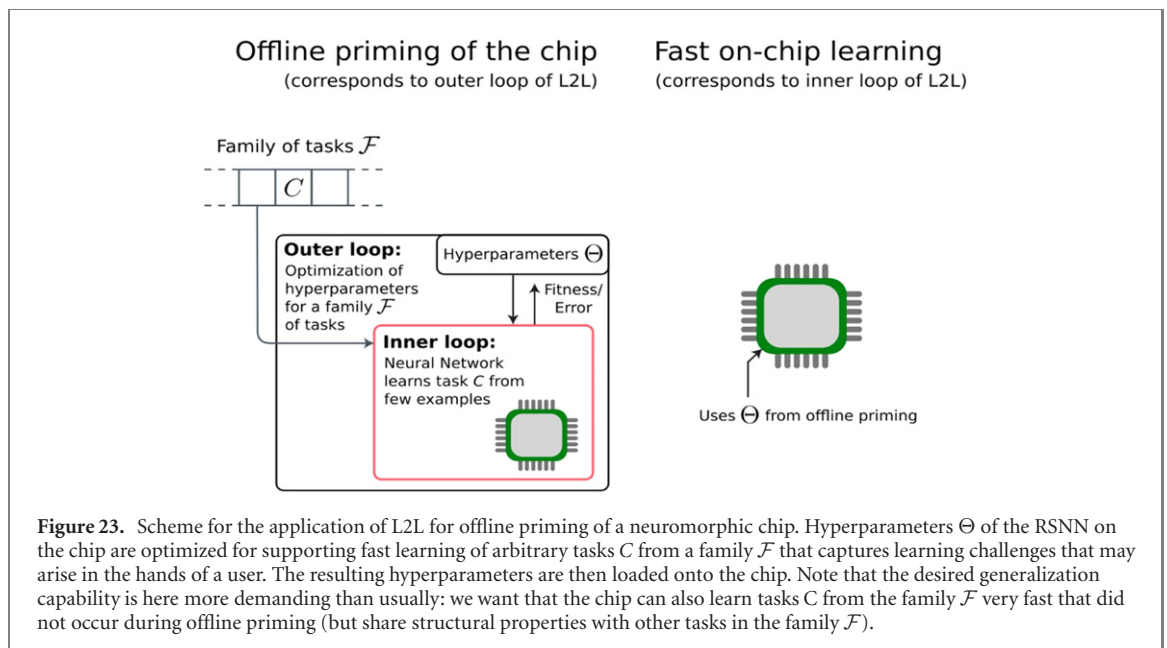 Offline priming of the chip
(corresponds to outer loop of L2L)
Fast on-chip learning
(corresponds to inner loop of L2L)
Family of tasks ℱ
C
Outer loop:
Optimization of
hyperparameters
for a family ℱ
of tasks
Hyperparameters Θ
Fitness/
Error
Inner loop:
Neural Network
learns task C from
few examples
Uses Θ from offline priming
Figure 23. Scheme for the application of L2L for offline priming of a neuromorphic chip. Hyperparameters Θ of the RSNN on
the chip are optimized for supporting fast learning of arbitrary tasks C from a family ℱ that captures learning challenges that may
arise in the hands of a user. The resulting hyperparameters are then loaded onto the chip. Note that the desired generalization
capability is here more demanding than usually: we want that the chip can also learn tasks C from the family ℱ very fast that did
not occur during offline priming (but share structural properties with other tasks in the family ℱ).